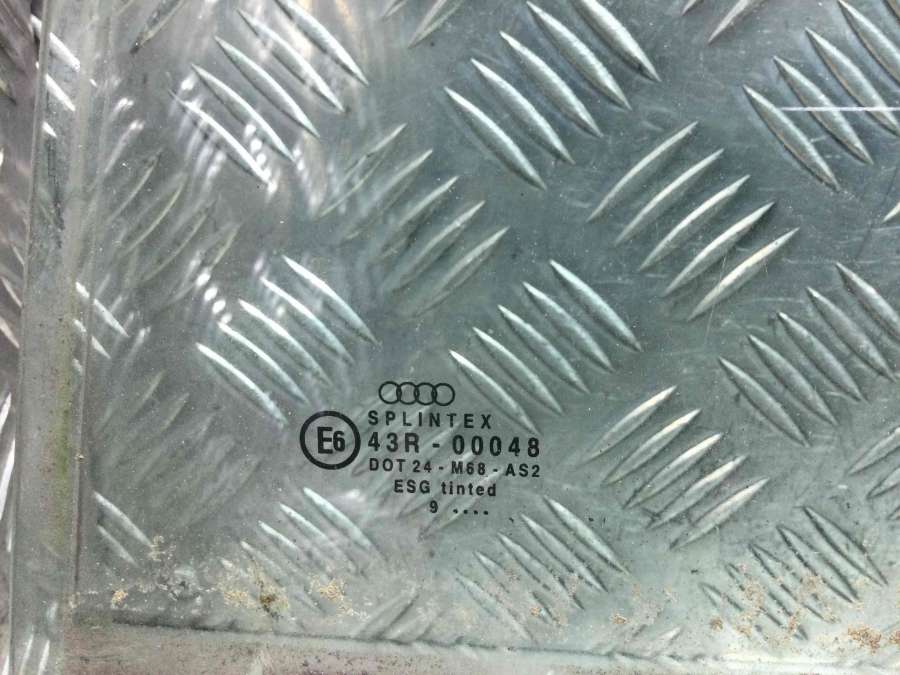 SPLINTEX
E6 43R - 00048
DOT 24 - M68 - AS2
ESG tinted
9 ....